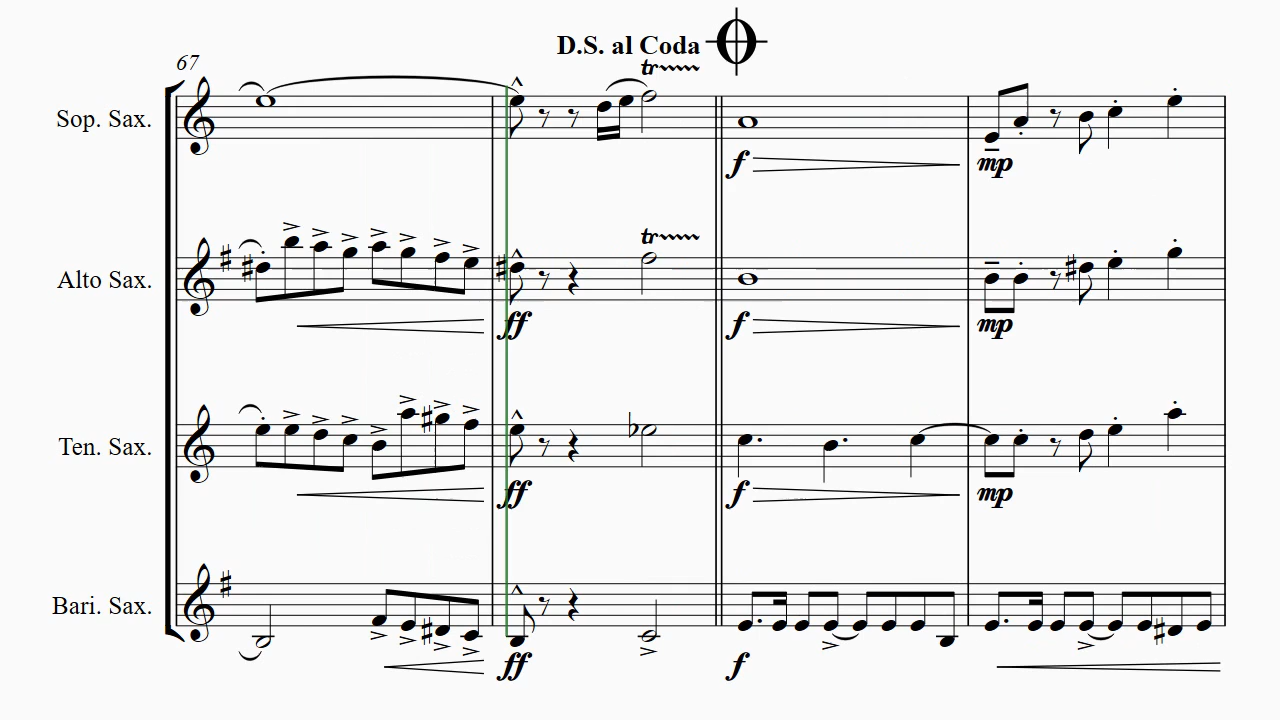 D.S. al Coda
67
tr
Sop. Sax.
f
mp
tr
Alto Sax.
ff
f
mp
Ten. Sax.
ff
f
mp
Bari. Sax.
ff
f